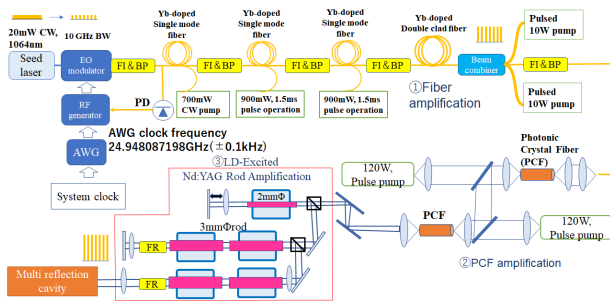 20mW CW,
1064nm
10 GHz BW
Seed
laser
EO
modulator
FI&BP
Yb-doped
Single mode
fiber
FI&BP
Yb-doped
Single mode
fiber
FI&BP
Yb-doped
Single mode
fiber
FI&BP
Yb-doped
Double clad fiber
Beam
combiner
Pulsed
10W pump
FI&BP
Pulsed
10W pump
700mW
CW pump
900mW, 1.5ms
pulse operation
900mW, 1.5ms
pulse operation
①Fiber
amplification
PD
RF
generator
AWG
System clock
AWG clock frequency
24.948087198GHz(±0.1kHz)
③LD-Excited
Nd:YAG Rod Amplification
2mmΦ
3mmΦrod
FR
FR
Multi reflection
cavity
120W,
Pulse pump
Photonic
Crystal Fiber
(PCF)
PCF
120W,
Pulse pump
②PCF amplification